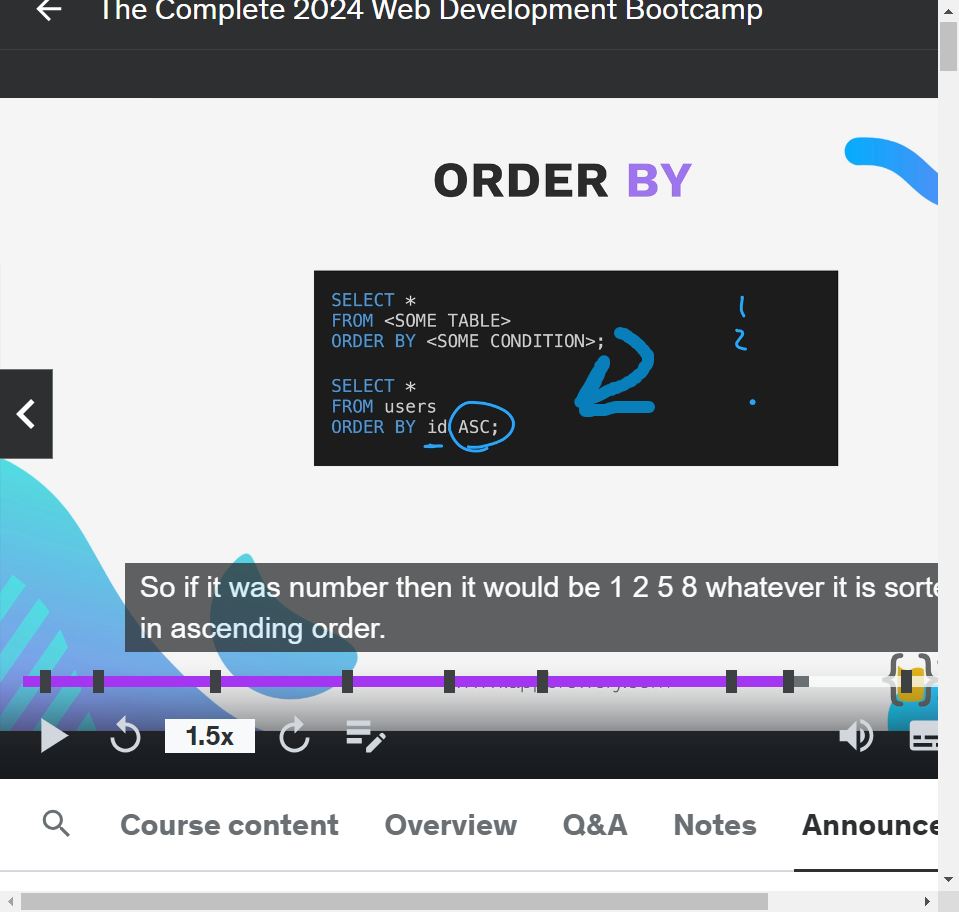 The Complete 2024 Web Development Bootcamp
ORDER BY
SELECT *
FROM <SOME TABLE>
ORDER BY <SOME CONDITION>;
SELECT *
FROM users
ORDER BY id ASC;
1
2
So if it was number then it would be 1 2 5 8 whatever it is sorte
in ascending order.
1.5x
Course content Overview Q&A Notes Announce